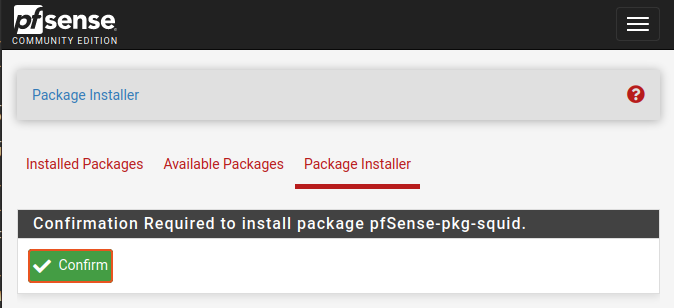 pfsense
COMMUNITY EDITION
Package Installer
Installed Packages Available Packages Package Installer
Confirmation Required to install package pfSense-pkg-squid.
Confirm